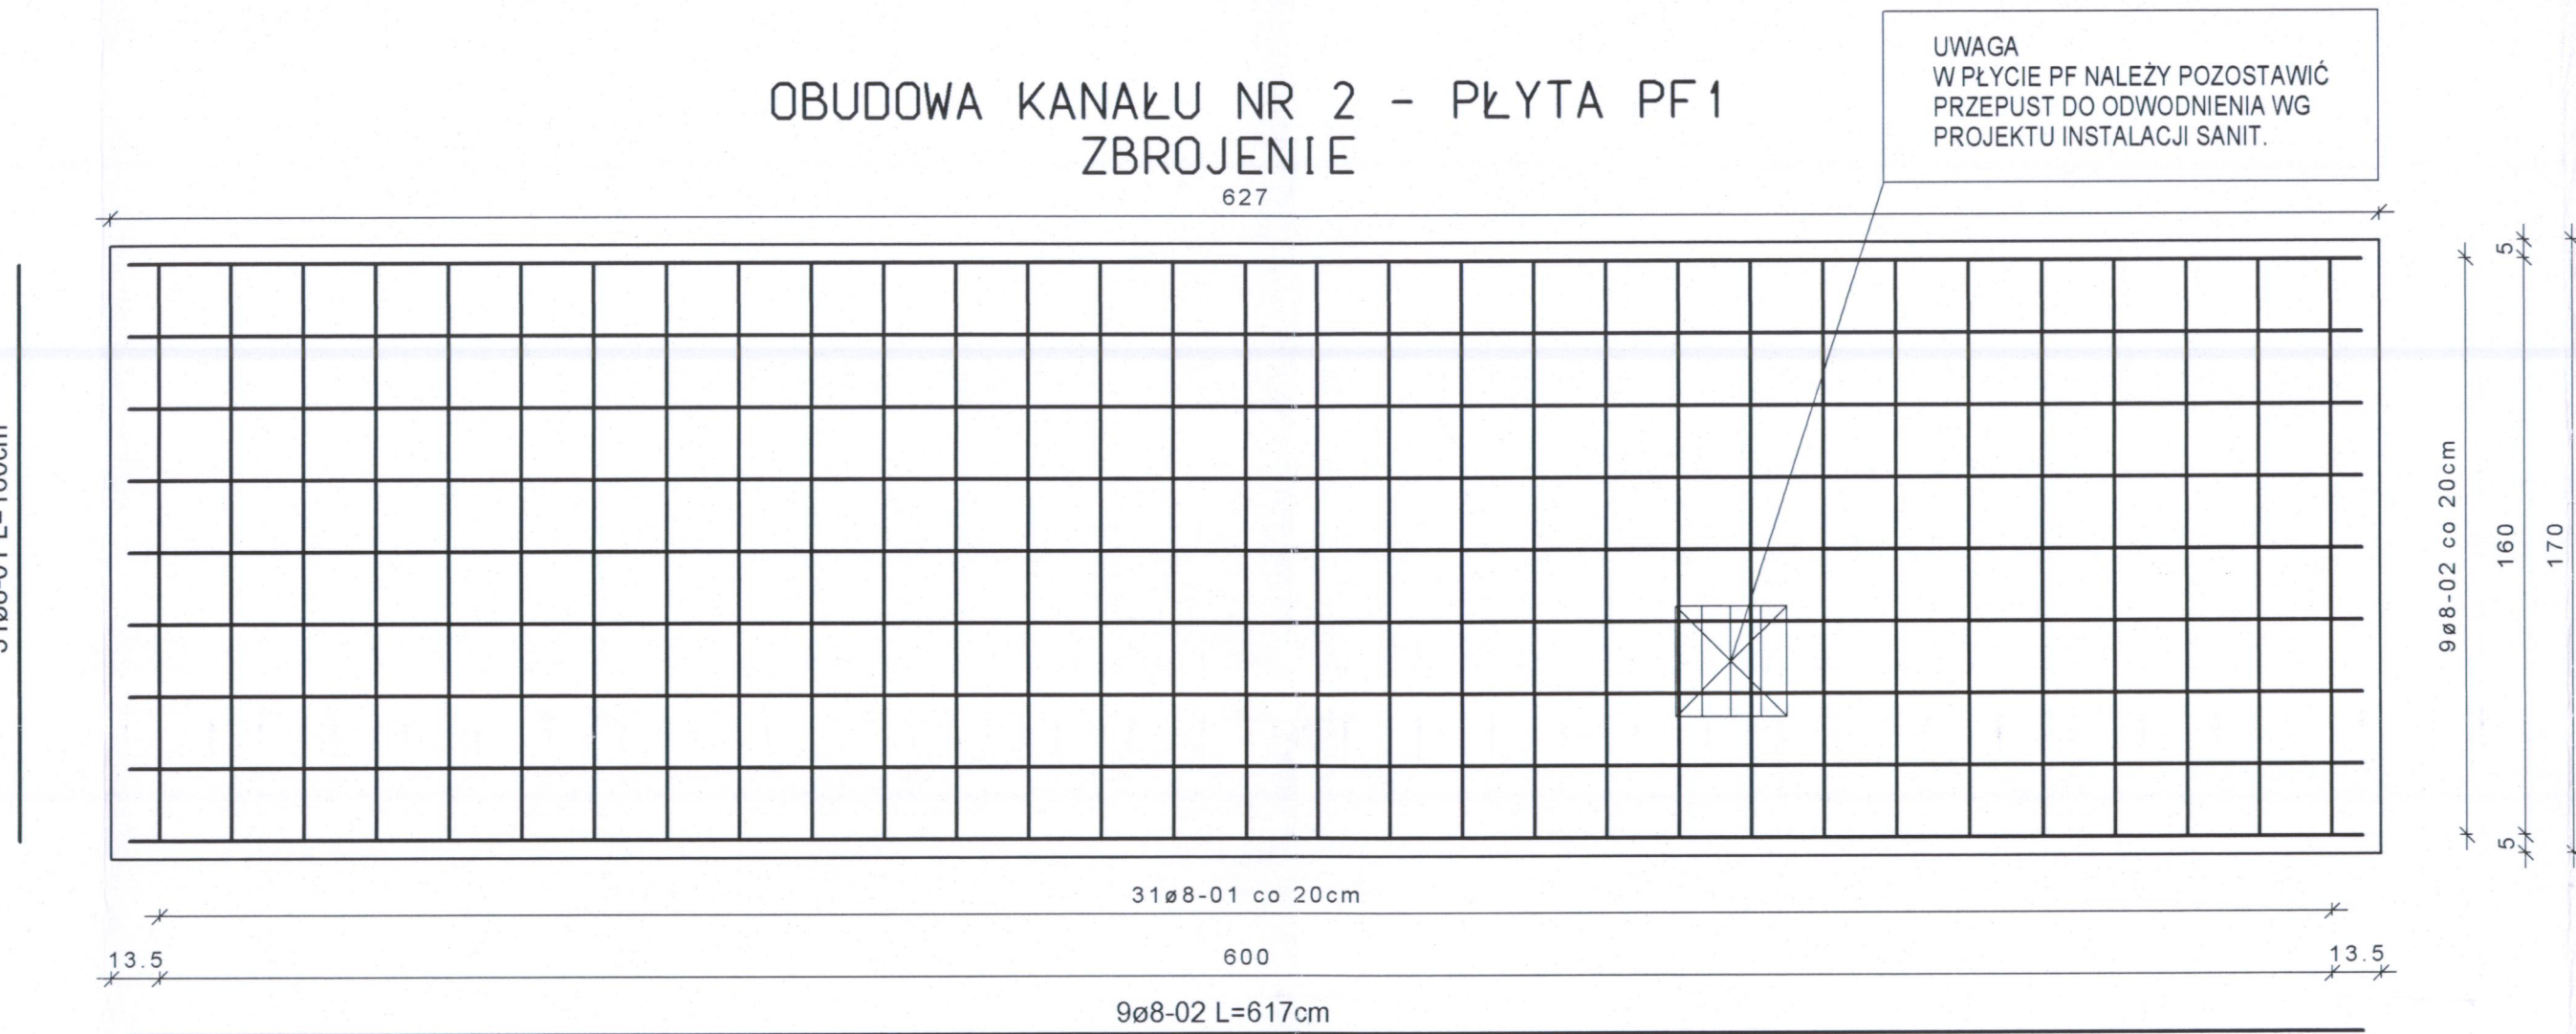 UWAGA
W PŁYCIE PF NALEŻY POZOSTAWIĆ
PRZEPUST DO ODWODNIENIA WG
PROJEKTU INSTALACJI SANIT.
OBUDOWA KANAŁU NR 2 - PŁYTA PF1
ZBROJENIE
627
5
9ø8-02 co 20cm
160
170
5
31ø8-01 co 20cm
13.5
600
13.5
9ø8-02 L=617cm